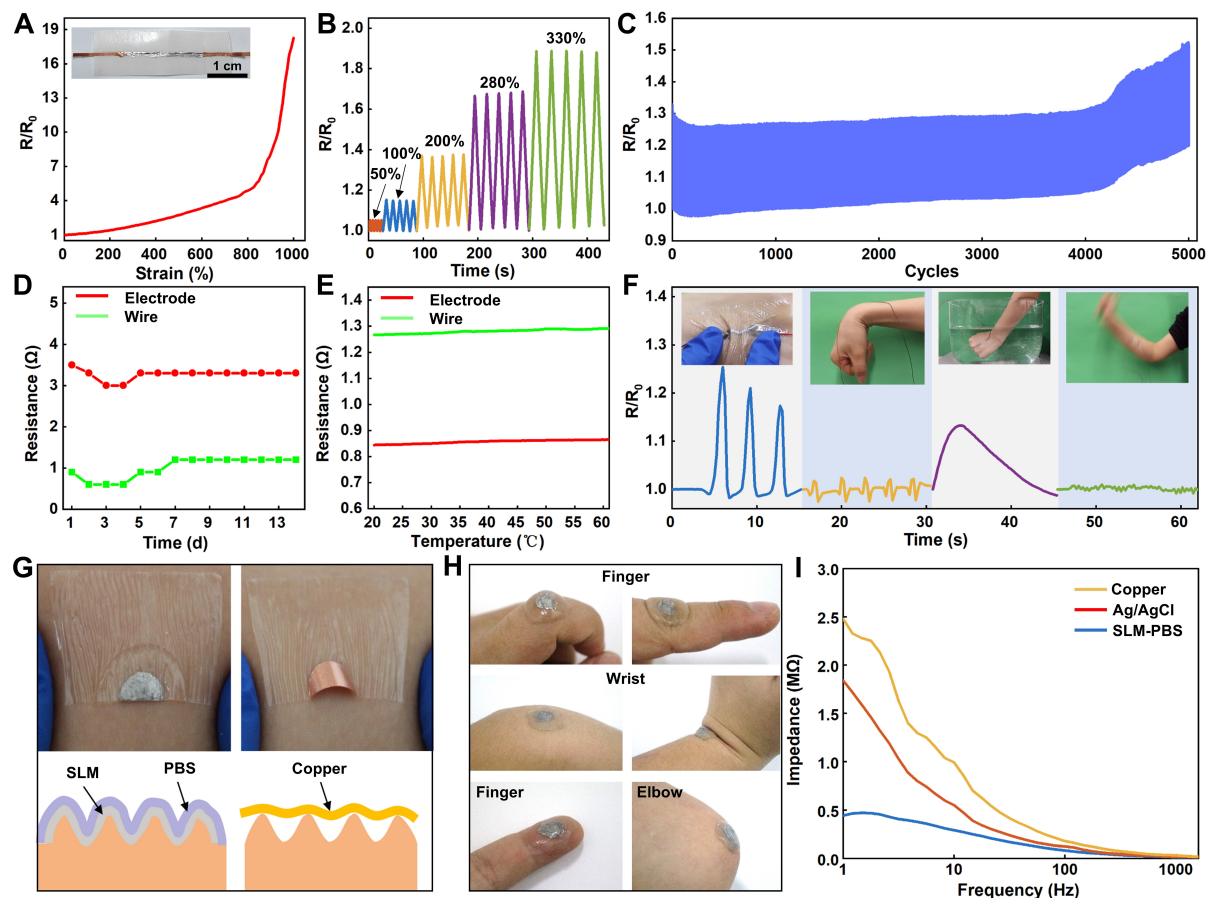 A
19
16
13
10
7
4
1
R/R0
1 cm
0 200 400 600 800 1000
Strain (%)
B
2.0
1.8
1.6
1.4
1.2
1.0
R/R0
50%
100%
200%
280%
330%
0 100 200 300 400
Time (s)
C
1.6
1.5
1.4
1.3
1.2
1.1
1.0
0.9
R/R0
0 1000 2000 3000 4000 5000
Cycles
D
Electrode
Wire
5
4
3
2
1
0
Resistance (Ω)
1 3 5 7 9 11 13
Time (d)
E
Electrode
Wire
1.4
1.3
1.2
1.1
1.0
0.9
0.8
0.7
0.6
Resistance (Ω)
20 25 30 35 40 45 50 55 60
Temperature (℃)
F
1.4
1.3
1.2
1.1
1.0
R/R0
0 10 20 30 40 50 60
Time (s)
G
SLM
PBS
Copper
H
Finger
Wrist
Finger
Elbow
I
3.0
2.5
2.0
1.5
1.0
0.5
0.0
Impedance (MΩ)
Copper
Ag/AgCl
SLM-PBS
1 10 100 1000
Frequency (Hz)